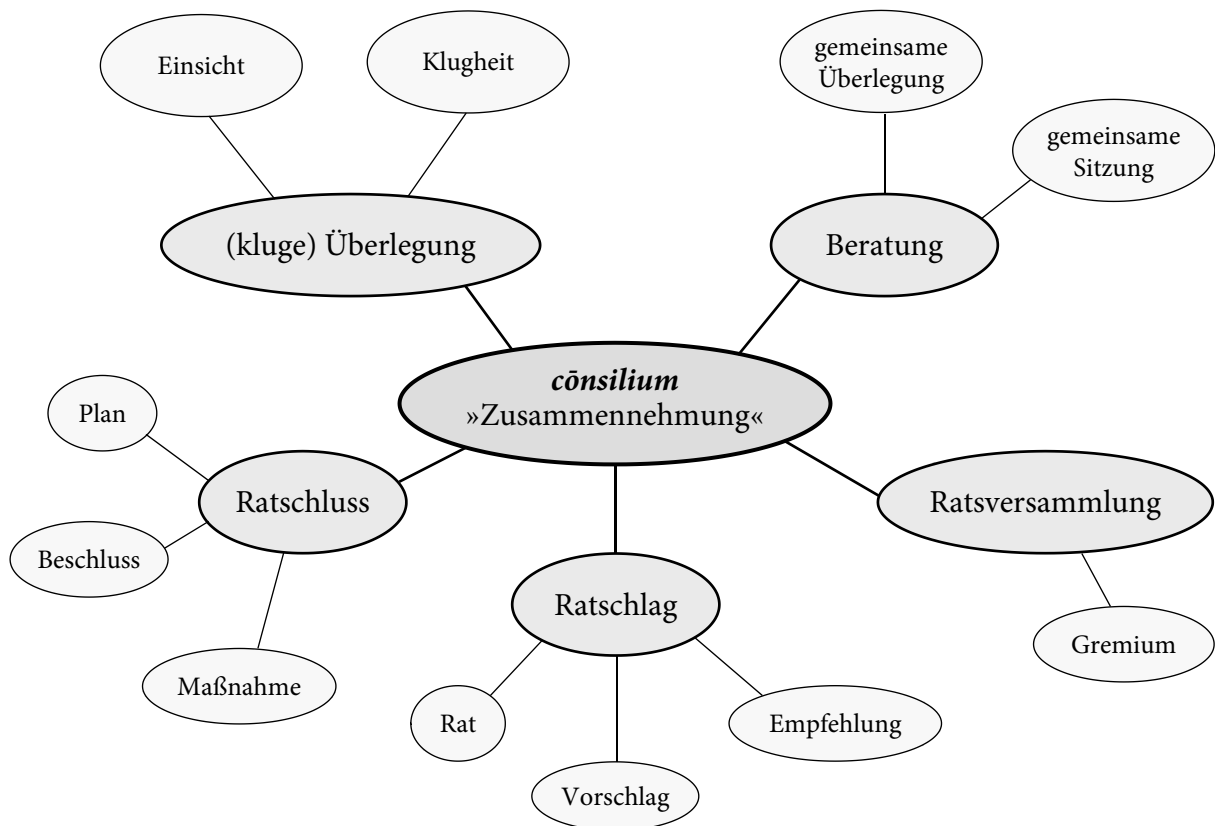 Einsicht
Klugheit
gemeinsame
Überlegung
gemeinsame
Sitzung
(kluge) Überlegung
Beratung
cōnsilium
»Zusammennehmung«
Plan
Ratschluss
Ratsversammlung
Beschluss
Ratschlag
Gremium
Maßnahme
Rat
Empfehlung
Vorschlag